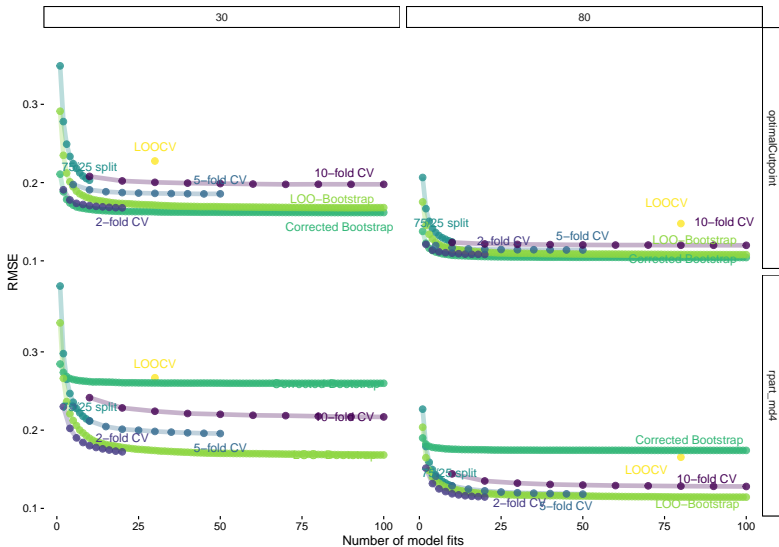 30
80
optimalCutpoint
rpart_md4
RMSE
0.3
0.2
0.1
LOOCV
75/25 split
10−fold CV
5−fold CV
LOO−Bootstrap
2−fold CV
Corrected Bootstrap
LOOCV
10−fold CV
75/25 split
5−fold CV
2−fold CV
LOO−Bootstrap
Corrected Bootstrap
0.3
0.2
0.1
LOOCV
Corrected Bootstrap
75/25 split
10−fold CV
2−fold CV
5−fold CV
LOO−Bootstrap
Corrected Bootstrap
LOOCV
75/25 split
10−fold CV
2−fold CV
5−fold CV
LOO−Bootstrap
0
25
50
75
100
0
25
50
75
100
Number of model fits